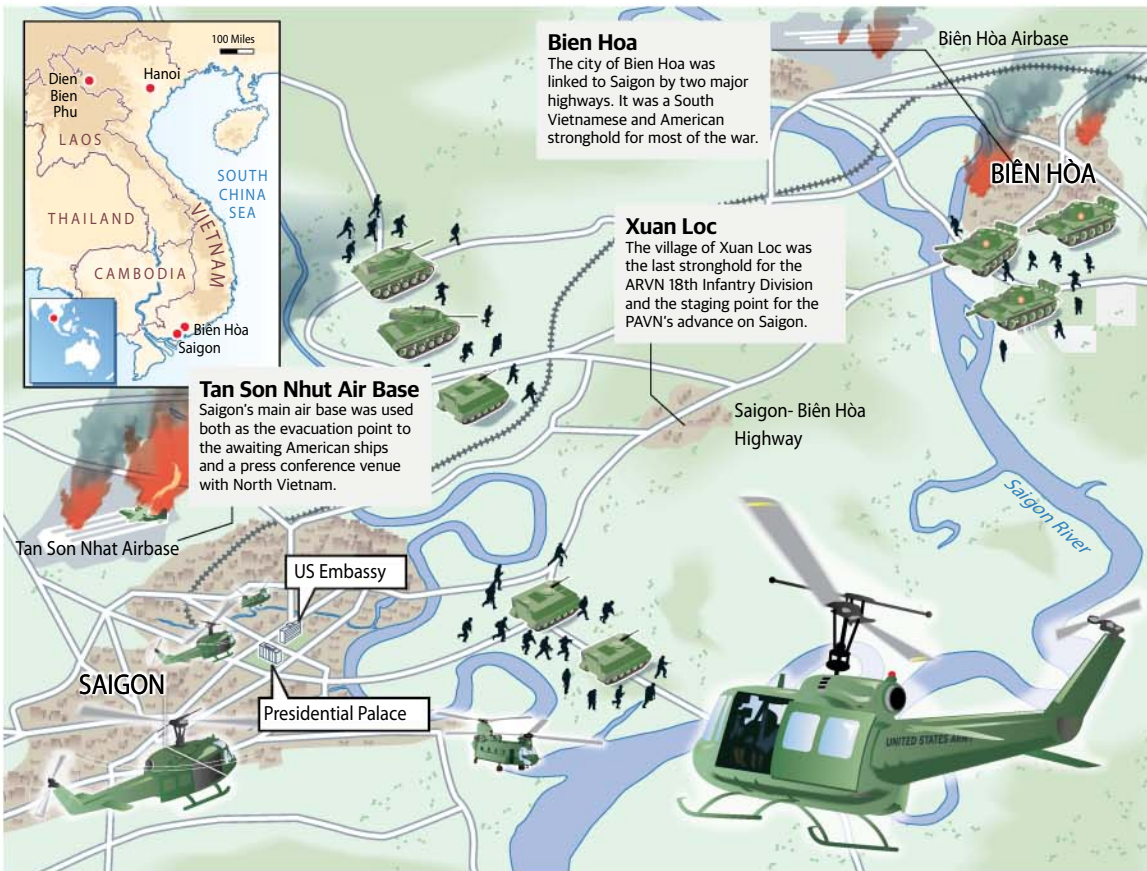 100 Miles
Dien
Bien
Phu
Hanoi
LAOS
SOUTH
CHINA
SEA
THAILAND
VIETNAM
CAMBODIA
Biên Hòa
Saigon
Bien Hoa
The city of Bien Hoa was
linked to Saigon by two major
highways. It was a South
Vietnamese and American
stronghold for most of the war.
Biên Hòa Airbase
BIÊN HÒA
Xuan Loc
The village of Xuan Loc was
the last stronghold for the
ARVN 18th Infantry Division
and the staging point for the
PAVN's advance on Saigon.
Tan Son Nhut Air Base
Saigon's main air base was used
both as the evacuation point to
the awaiting American ships
and a press conference venue
with North Vietnam.
Saigon- Biên Hòa
Highway
Saigon River
Tan Son Nhat Airbase
US Embassy
SAIGON
Presidential Palace
UNITED STATES ARMY